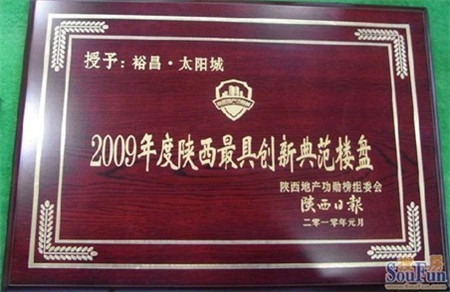 授予：裕昌·太阳城
2009年度陕西最具创新典范楼盘
陕西地产功勋榜组委会
陕西日报
二零一零年元月
SouFun